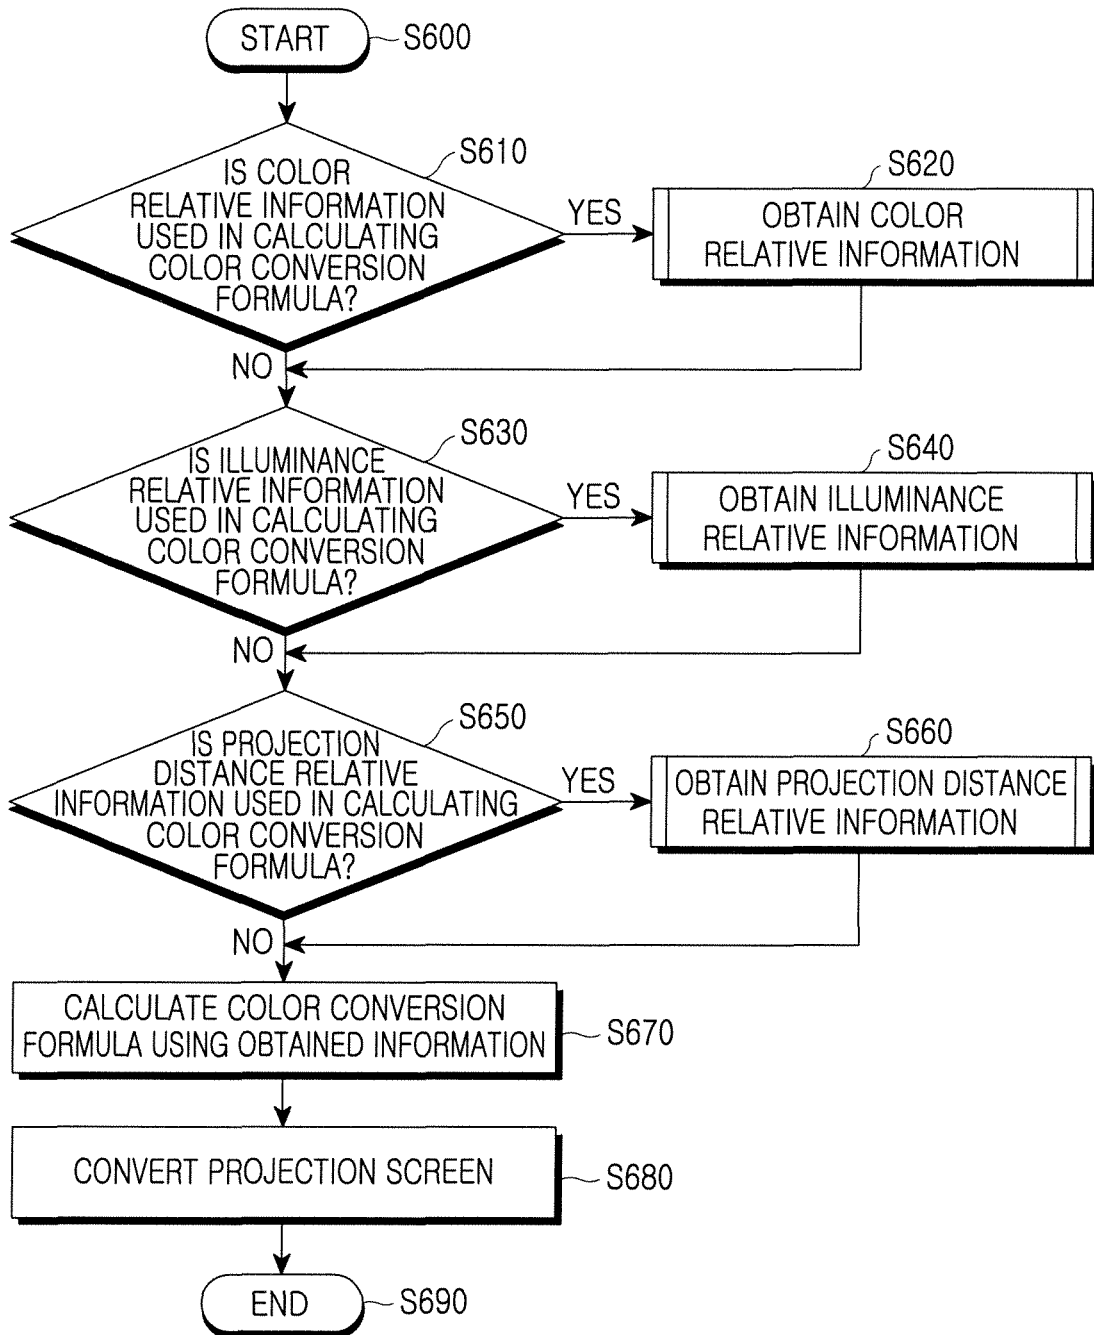 START
S600
IS COLOR
RELATIVE INFORMATION
USED IN CALCULATING
COLOR CONVERSION
FORMULA?
S610
YES
S620
OBTAIN COLOR
RELATIVE INFORMATION
NO
IS ILLUMINANCE
RELATIVE INFORMATION
USED IN CALCULATING
COLOR CONVERSION
FORMULA?
S630
YES
S640
OBTAIN ILLUMINANCE
RELATIVE INFORMATION
NO
IS PROJECTION
DISTANCE RELATIVE
INFORMATION USED IN CALCULATING
COLOR CONVERSION
FORMULA?
S650
YES
S660
OBTAIN PROJECTION DISTANCE
RELATIVE INFORMATION
NO
CALCULATE COLOR CONVERSION
FORMULA USING OBTAINED INFORMATION
S670
CONVERT PROJECTION SCREEN
S680
END
S690